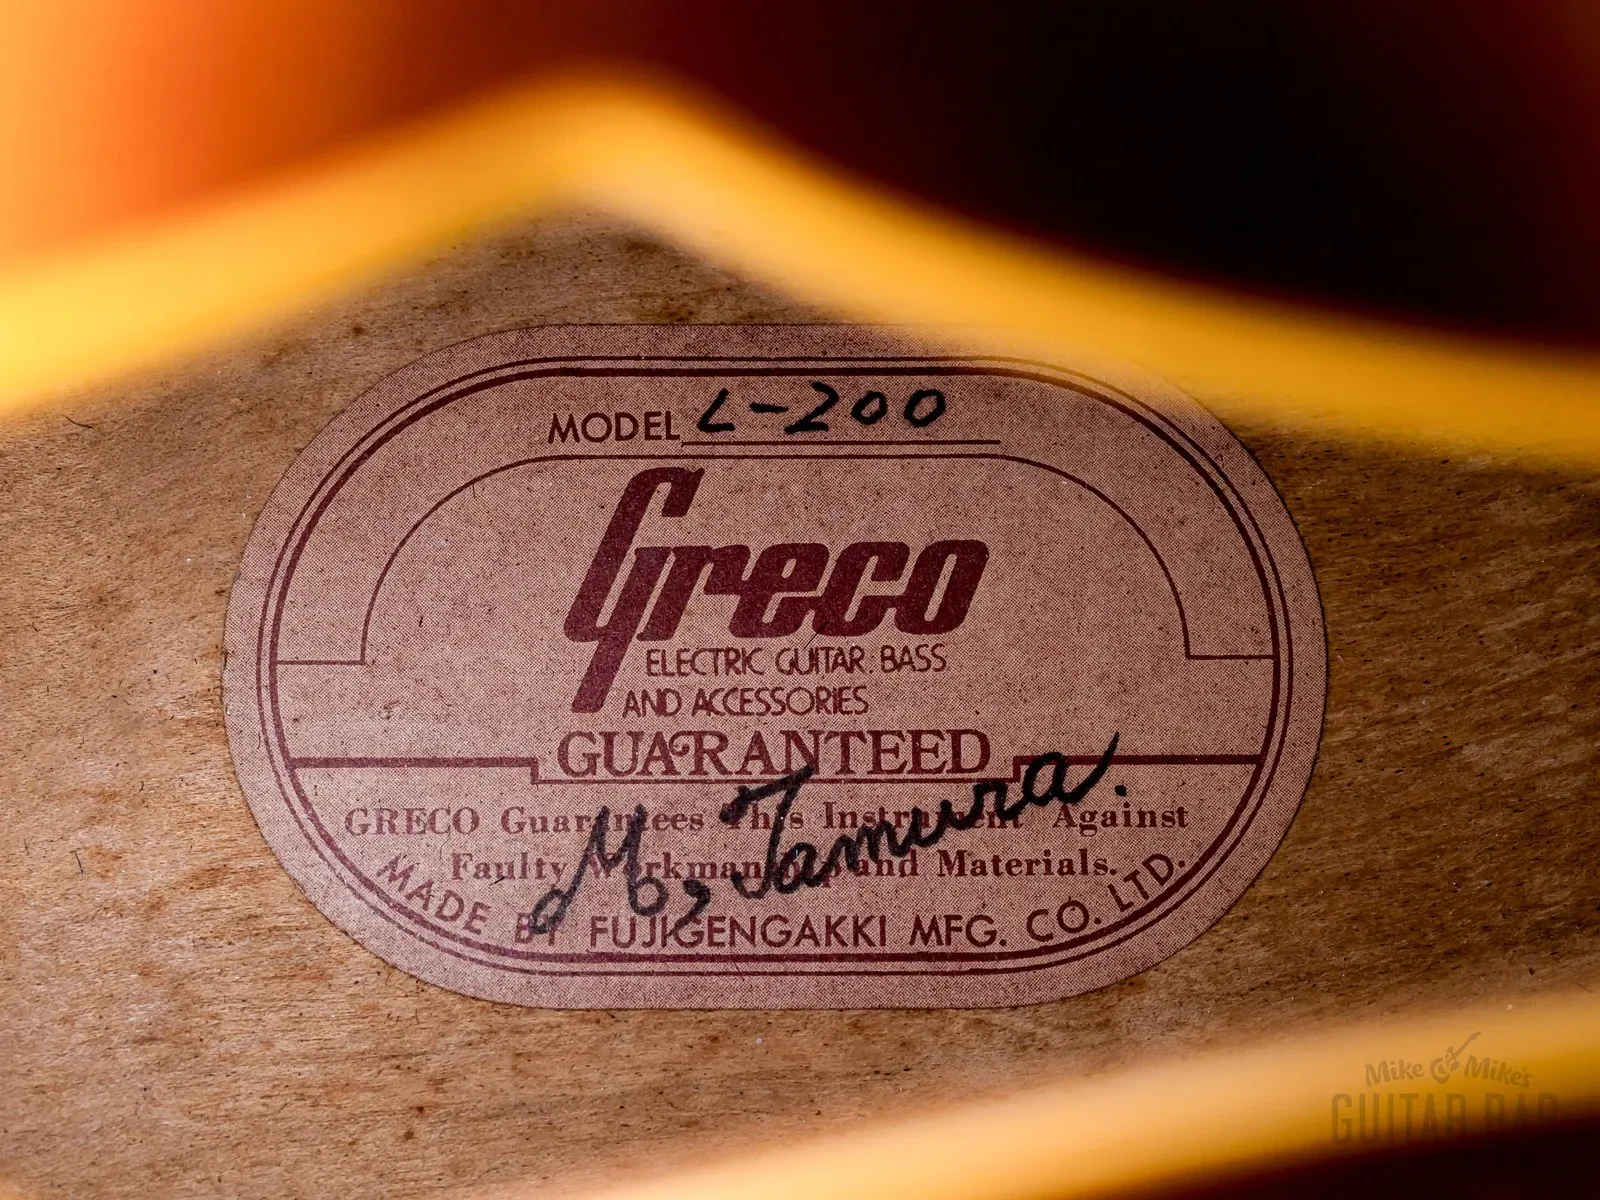 MODEL L-200
Greco
ELECTRIC GUITAR. BASS
AND ACCESSORIES
GUARANTEED
GRECO Guarantees This Instrument Against
Faulty Workmanship and Materials.
M, Tamura.
MADE BY FUJIGENGAKKI MFG. CO. LTD.
Mike & Mike's
GUITAR BAR